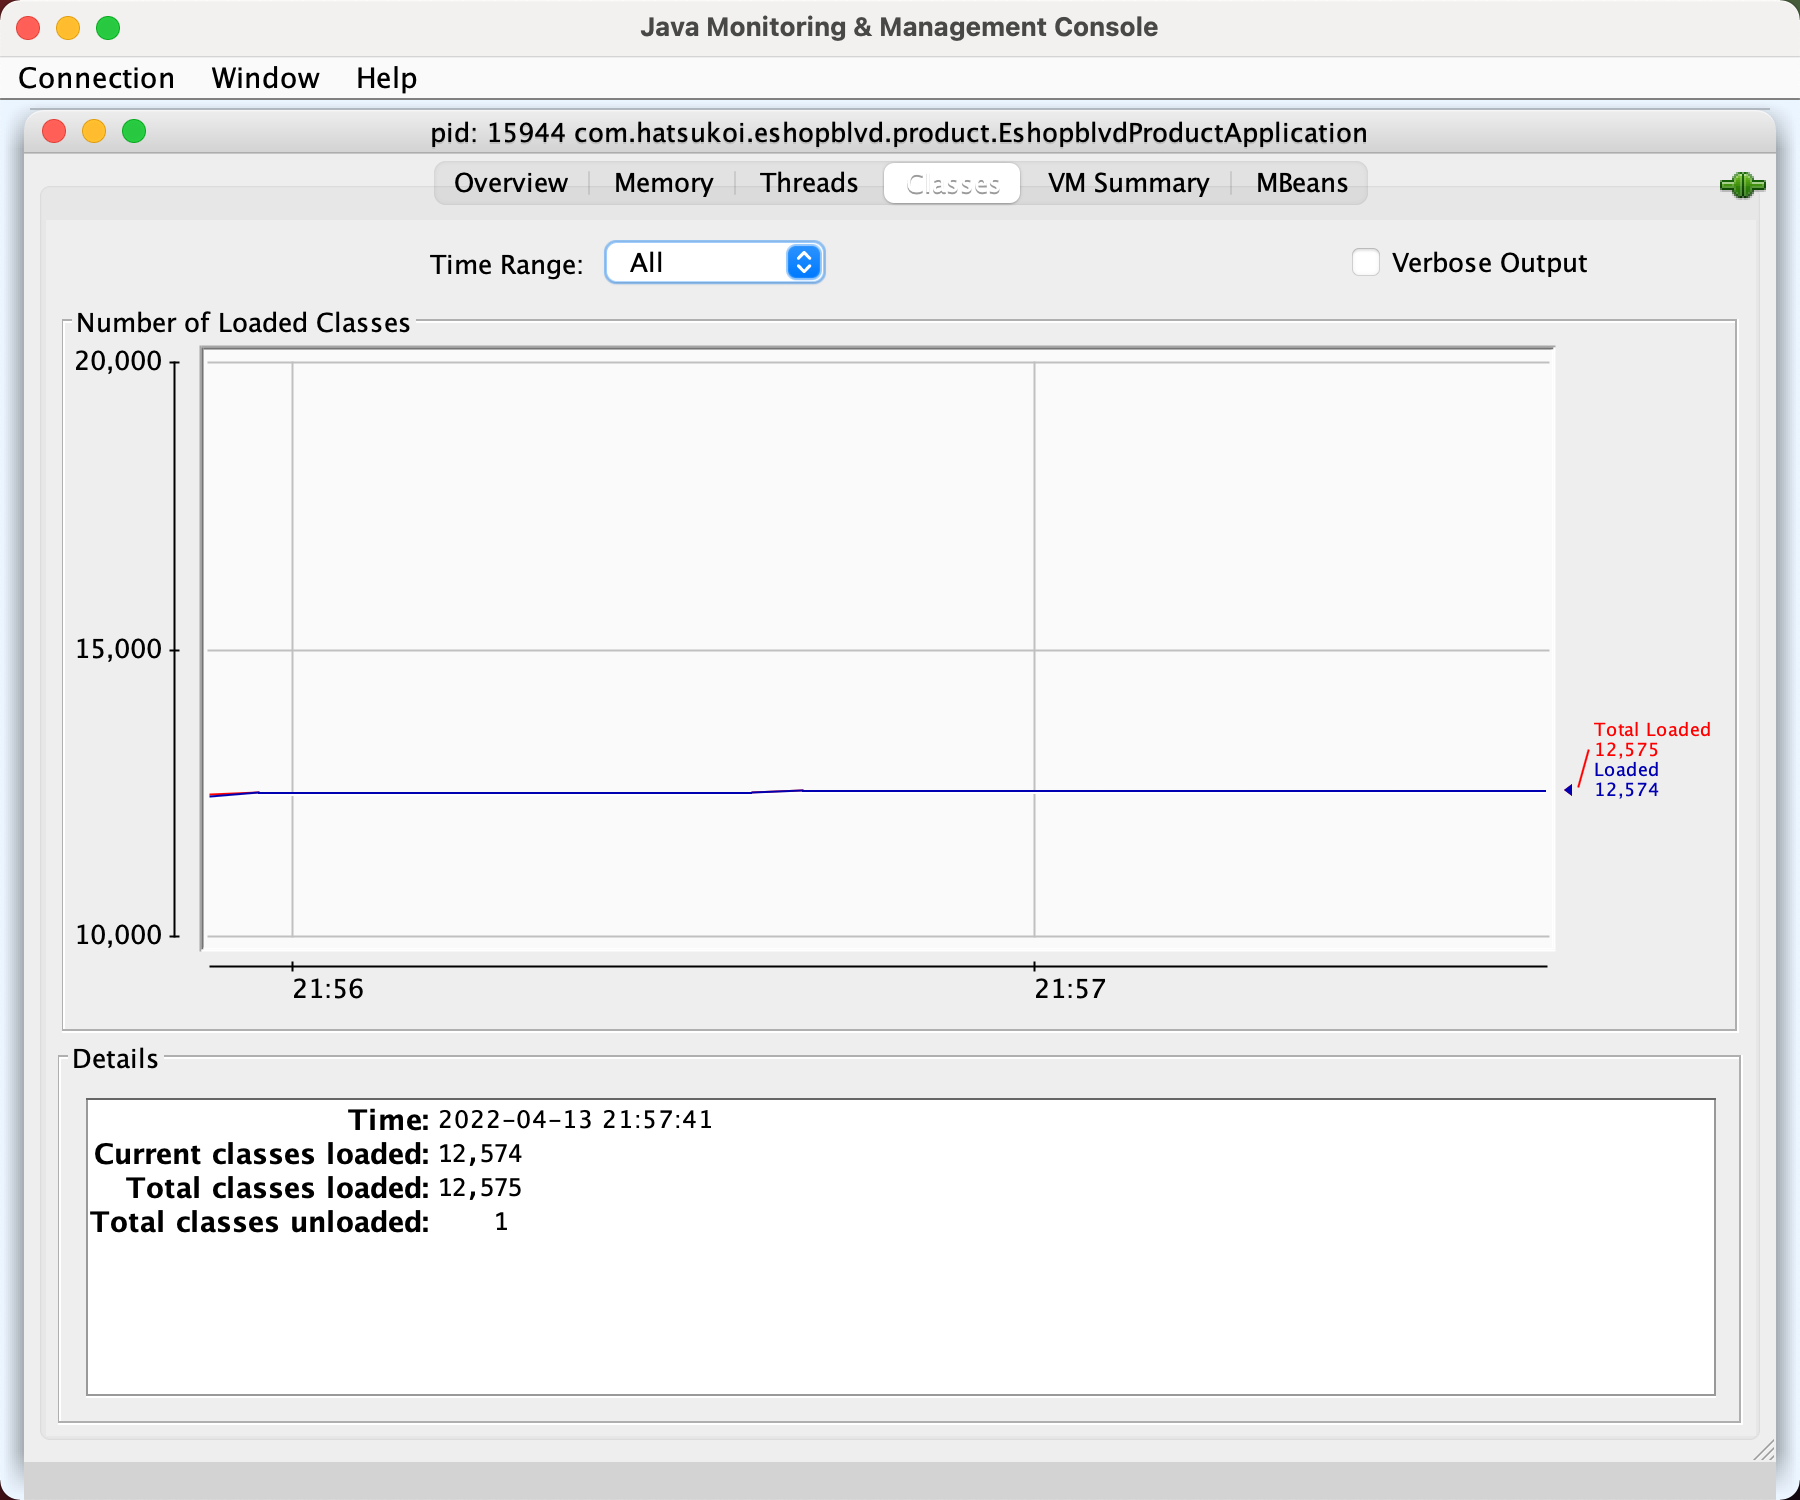 Java Monitoring & Management Console
Connection Window Help
pid: 15944 com.hatsukoi.eshopblvd.product.EshopblvdProductApplication
Overview Memory Threads Classes VM Summary MBeans
Time Range: All Verbose Output
Number of Loaded Classes
20,000
15,000
10,000
Total Loaded
12,575
Loaded
12,574
21:56 21:57
Details
Time: 2022-04-13 21:57:41
Current classes loaded: 12,574
Total classes loaded: 12,575
Total classes unloaded: 1